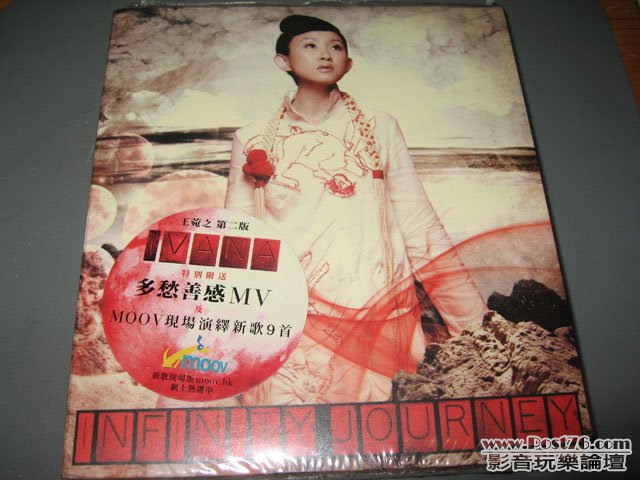 王菀之 第二版
IVANA
特別附送
多愁善感 MV
及
MOOV現場演繹新歌9首
moov
新歌現場版moov.hk
網上熱播中
INFINITY JOURNEY
www.Post76.com
影音玩樂論壇